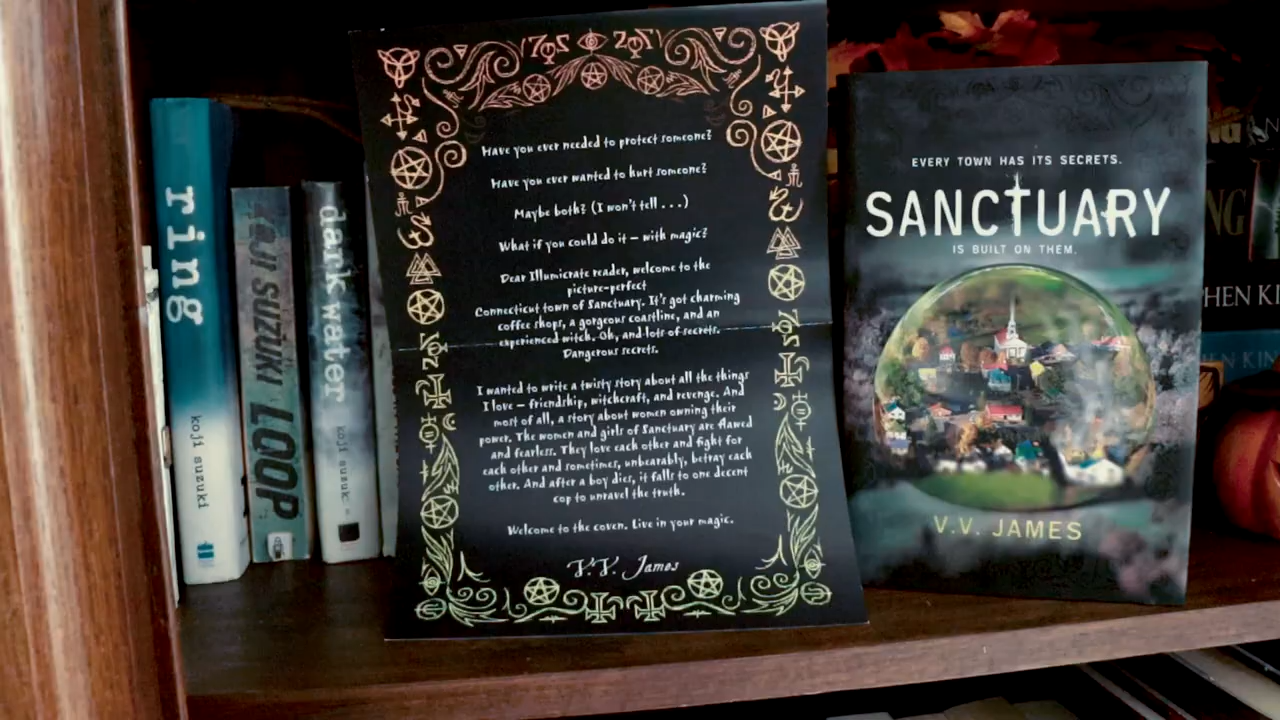 ring
koji suzuki
KOJI SUZUKI LOOP
dark water
koji suzuki
Have you ever needed to protect someone?
Have you ever wanted to hurt someone?
Maybe both? (I won't tell . . .)
What if you could do it – with magic?
Dear Illumicrate reader, welcome to the
picture-perfect
Connecticut town of Sanctuary. It's got charming
coffee shops, a gorgeous coastline, and an
experienced witch. Oh, and lots of secrets.
Dangerous secrets.
I wanted to write a twisty story about all the things
I love – friendship, witchcraft, and revenge. And
most of all, a story about women owning their
power. The women and girls of Sanctuary are flawed
and fearless. They love each other and fight for
each other and sometimes, unbearably, betray each
other. And after a boy dies, it falls to one decent
cop to unravel the truth.
Welcome to the coven. Live in your magic.
V.V. James
EVERY TOWN HAS ITS SECRETS.
SANCTUARY
IS BUILT ON THEM.
V.V. JAMES